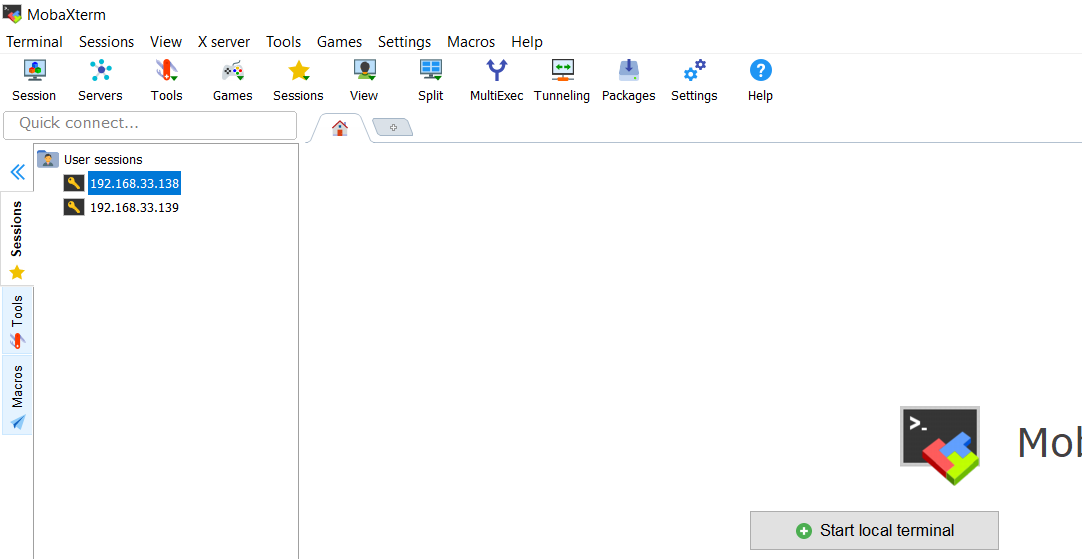 MobaXterm
Terminal Sessions View X server Tools Games Settings Macros Help
Session Servers Tools Games Sessions View Split MultiExec Tunneling Packages Settings Help
Quick connect...
User sessions
192.168.33.138
192.168.33.139
Sessions
Tools
Macros
>_
Mob
Start local terminal